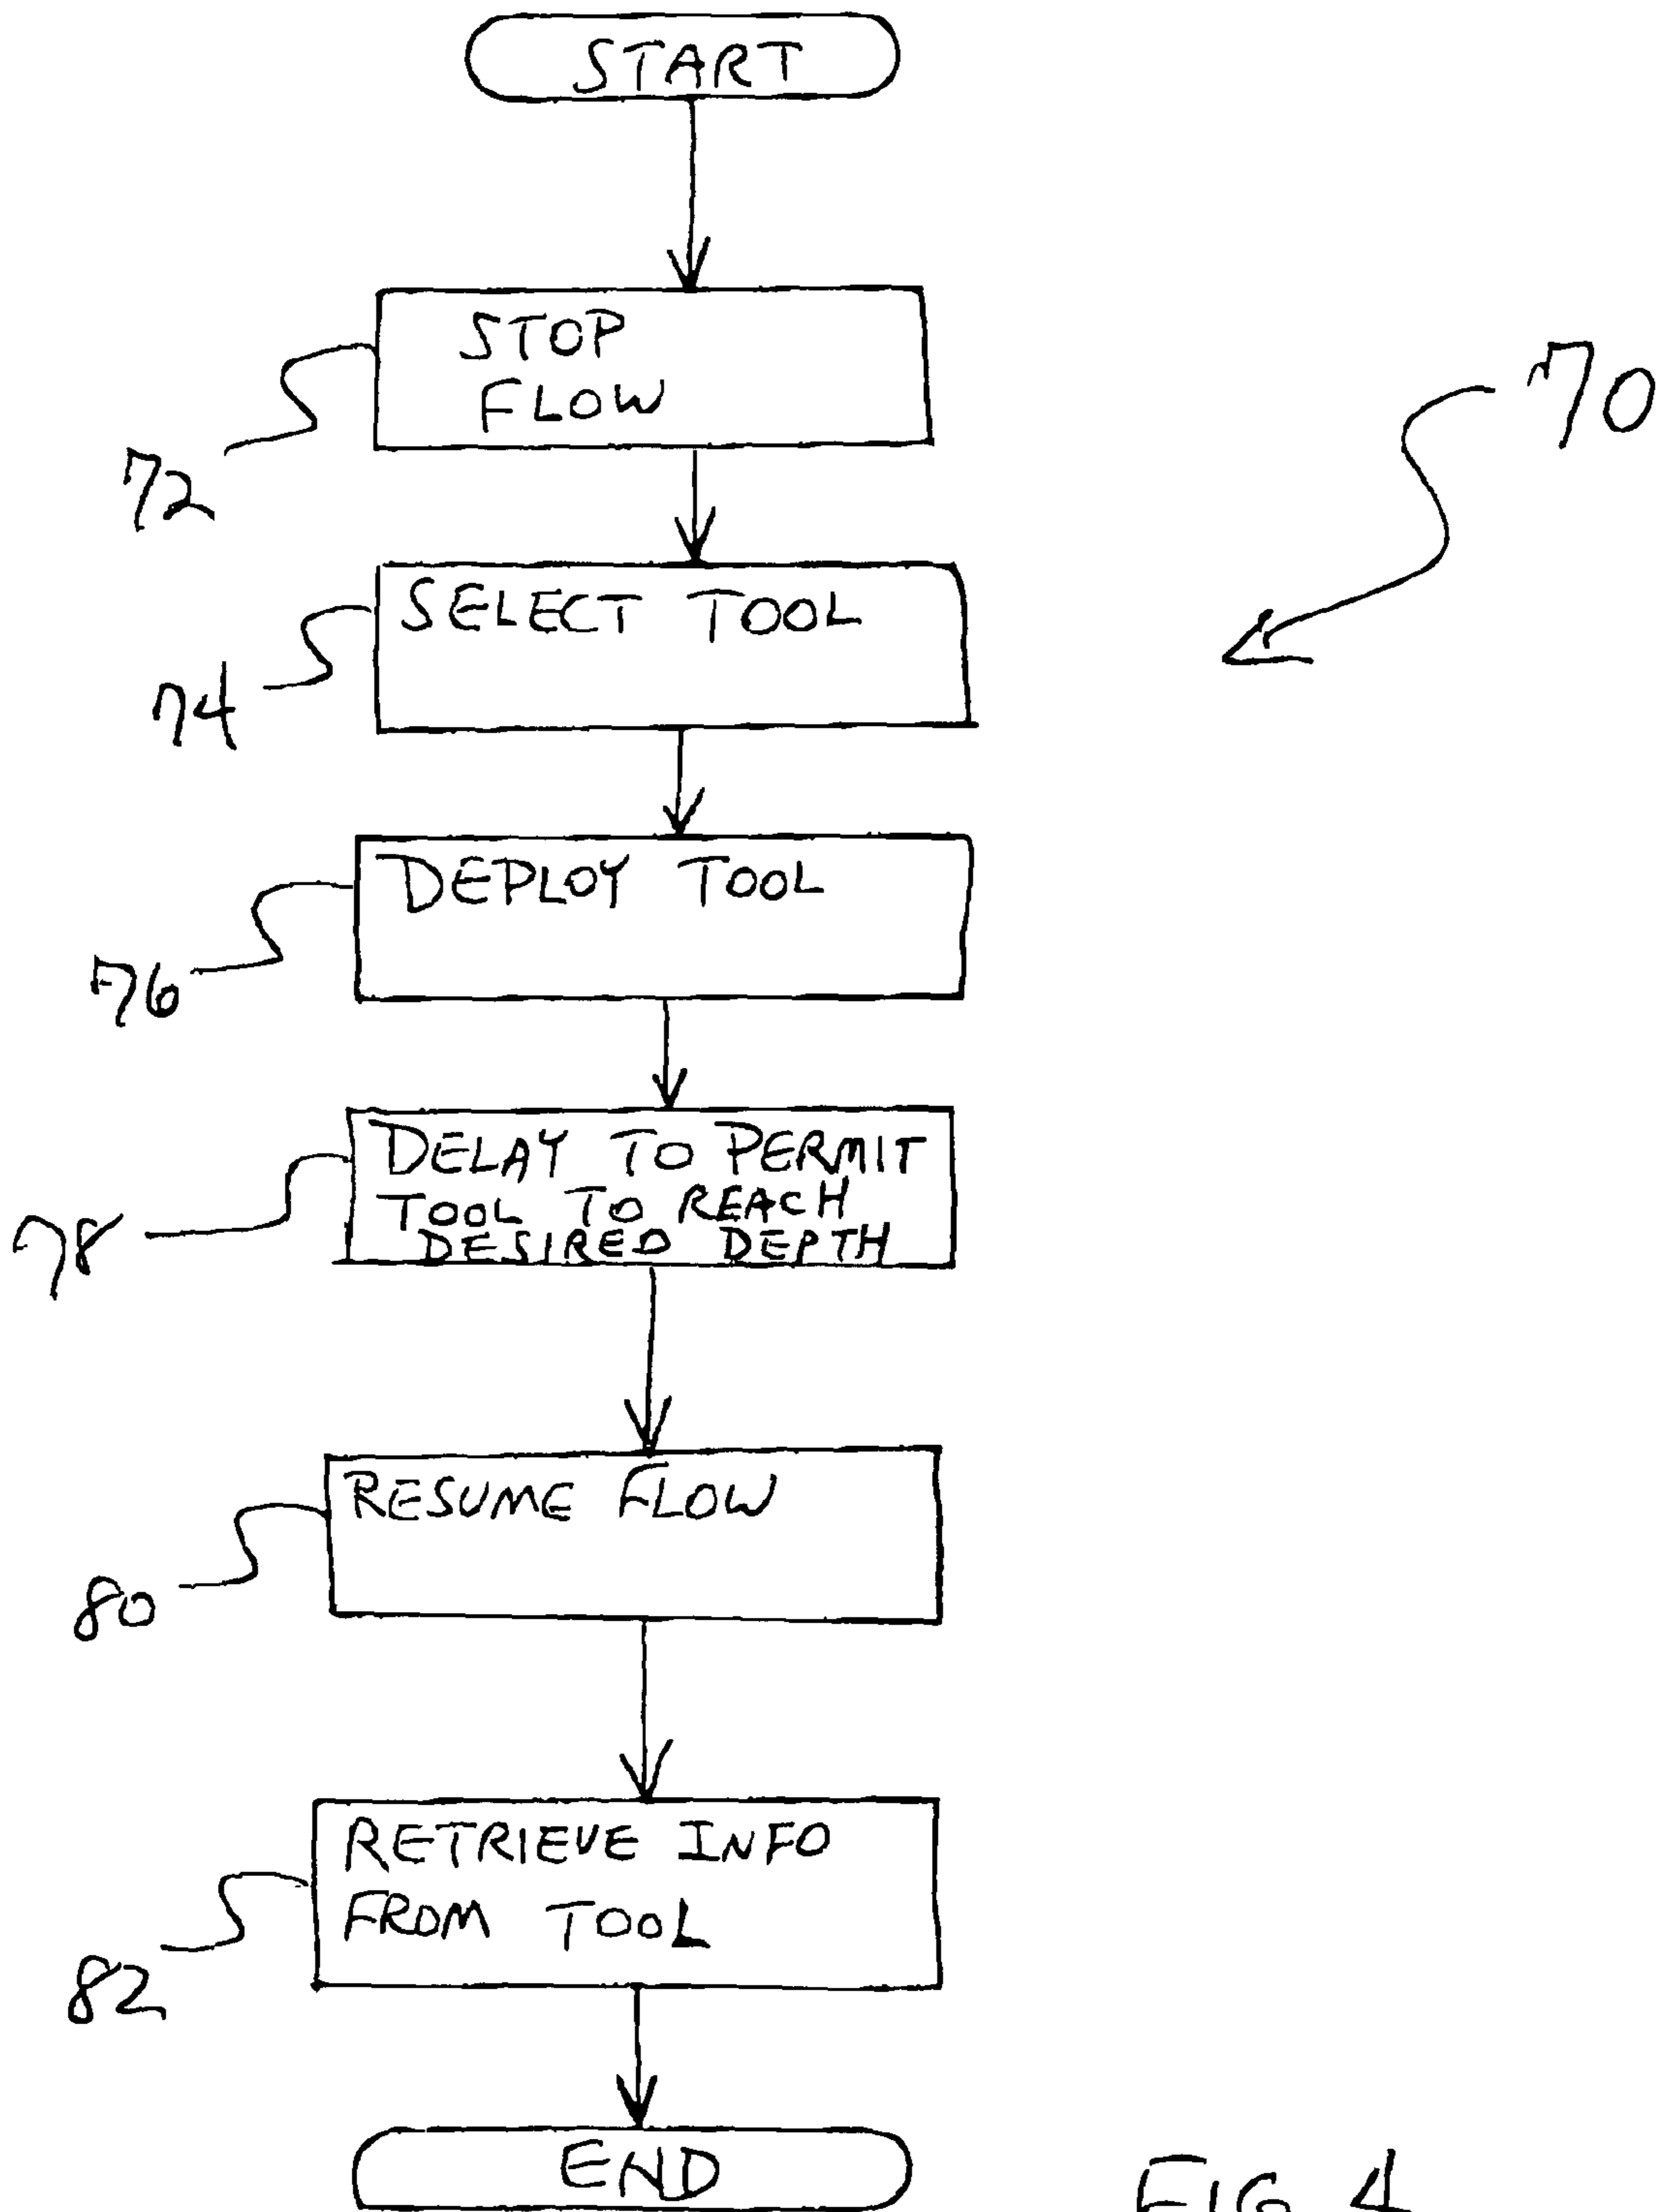 START
STOP
FLOW
70
72
SELECT TOOL
74
DEPLOY TOOL
76
DELAY TO PERMIT
TOOL TO REACH
DESIRED DEPTH
78
RESUME FLOW
80
RETRIEVE INFO
FROM TOOL
82
END
FIG 4